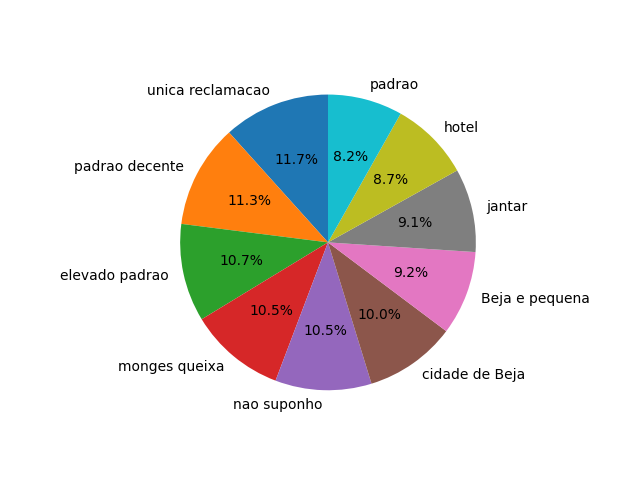 padrao
unica reclamacao
hotel
11.7%
8.2%
padrao decente
8.7%
11.3%
jantar
9.1%
10.7%
9.2%
elevado padrao
Beja e pequena
10.5%
10.0%
10.5%
monges queixa
cidade de Beja
nao suponho